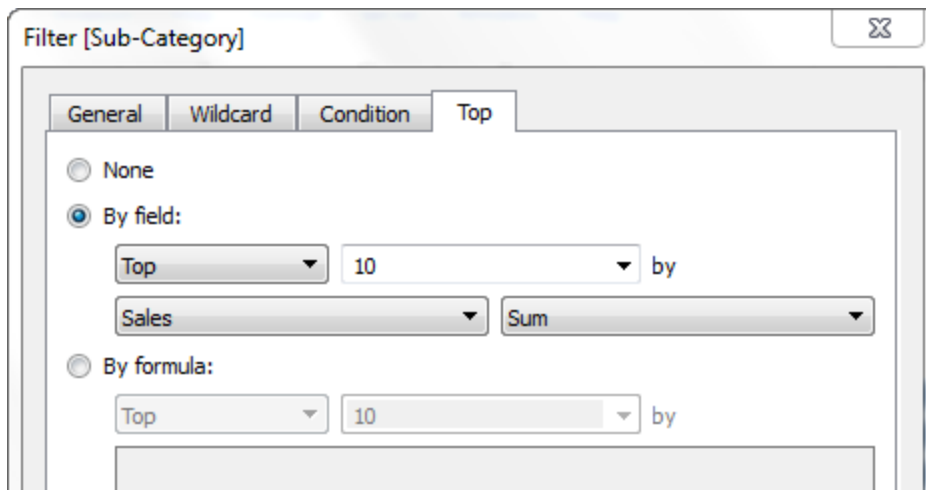 Filter [Sub-Category]
General Wildcard Condition Top
None
By field:
Top 10 by
Sales Sum
By formula:
Top 10 by